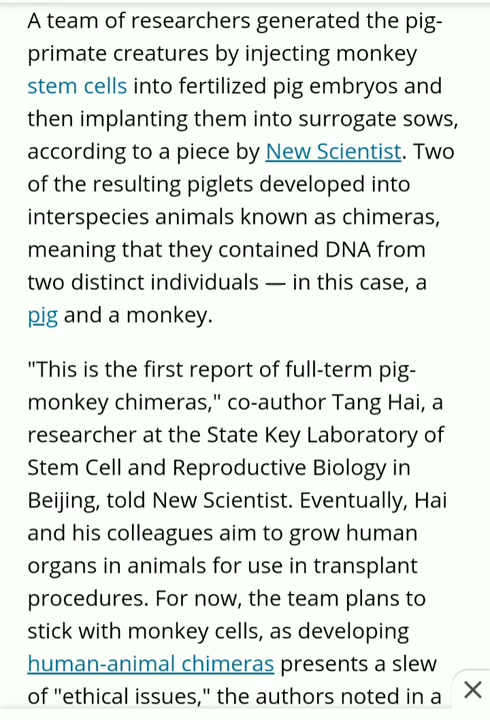 A team of researchers generated the pig-
primate creatures by injecting monkey
stem cells into fertilized pig embryos and
then implanting them into surrogate sows,
according to a piece by New Scientist. Two
of the resulting piglets developed into
interspecies animals known as chimeras,
meaning that they contained DNA from
two distinct individuals — in this case, a
pig and a monkey.
"This is the first report of full-term pig-
monkey chimeras," co-author Tang Hai, a
researcher at the State Key Laboratory of
Stem Cell and Reproductive Biology in
Beijing, told New Scientist. Eventually, Hai
and his colleagues aim to grow human
organs in animals for use in transplant
procedures. For now, the team plans to
stick with monkey cells, as developing
human-animal chimeras presents a slew
of "ethical issues," the authors noted in a